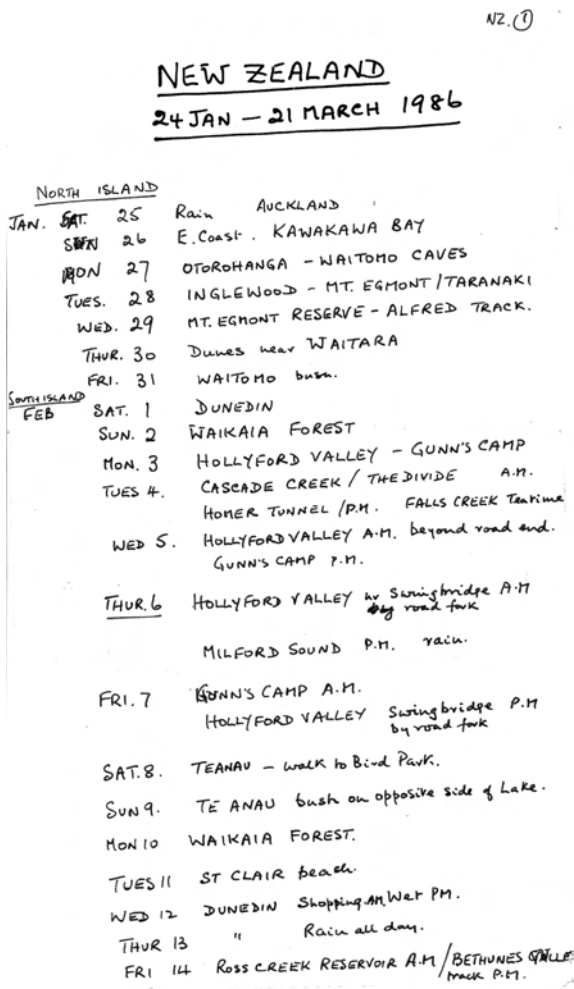 NZ. ①
NEW ZEALAND
24 JAN — 21 MARCH 1986
NORTH ISLAND
JAN. SAT. 25 Rain AUCKLAND
SUN 26 E. Coast. KAWAKAWA BAY
MON 27 OTOROHANGA - WAITOMO CAVES
TUES. 28 INGLEWOOD - MT. EGMONT/TARANAKI
WED. 29 MT. EGMONT RESERVE - ALFRED TRACK.
THUR. 30 Dunes near WAITARA
FRI. 31 WAITOMO bush.
SOUTH ISLAND
FEB SAT. 1 DUNEDIN
SUN. 2 WAIKAIA FOREST
MON. 3 HOLLYFORD VALLEY - GUNN'S CAMP
TUES 4. CASCADE CREEK / THE DIVIDE A.M.
HOMER TUNNEL /P.M. FALLS CREEK Teatime
WED 5. HOLLYFORD VALLEY A.M. beyond road end.
GUNN'S CAMP P.M.
THUR. 6 HOLLYFORD VALLEY nr Swingbridge A.M
by road fork
MILFORD SOUND P.M. rain.
FRI. 7 GUNN'S CAMP A.M.
HOLLYFORD VALLEY Swingbridge P.M
by road fork
SAT. 8. TEANAU - walk to Bird Park.
SUN 9. TE ANAU bush on opposite side of Lake.
MON 10 WAIKAIA FOREST.
TUES 11 ST CLAIR beach.
WED 12 DUNEDIN Shopping AM. Wet PM.
THUR 13 " Rain all day.
FRI 14 ROSS CREEK RESERVOIR A.M / BETHUNES
track P.M.